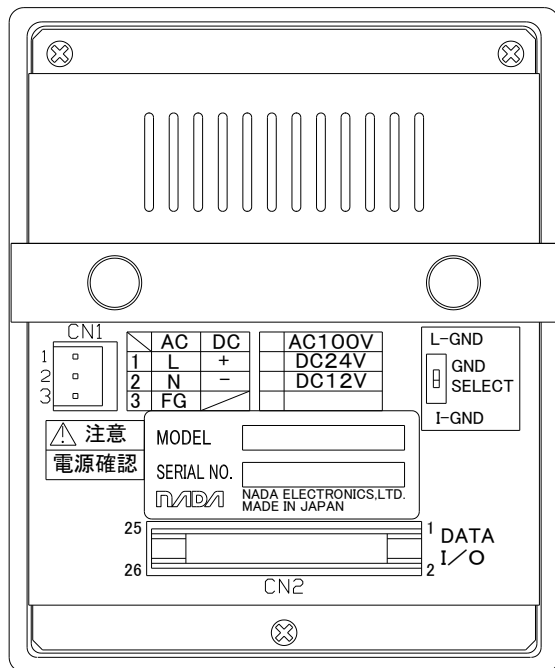 CN1
1
2
3
AC DC
1 L +
2 N −
3 FG
AC100V
DC24V
DC12V
L-GND
GND
SELECT
I-GND
注意
電源確認
MODEL
SERIAL NO.
NADA
NADA ELECTRONICS,LTD.
MADE IN JAPAN
25
26
1
2
DATA
I/O
CN2